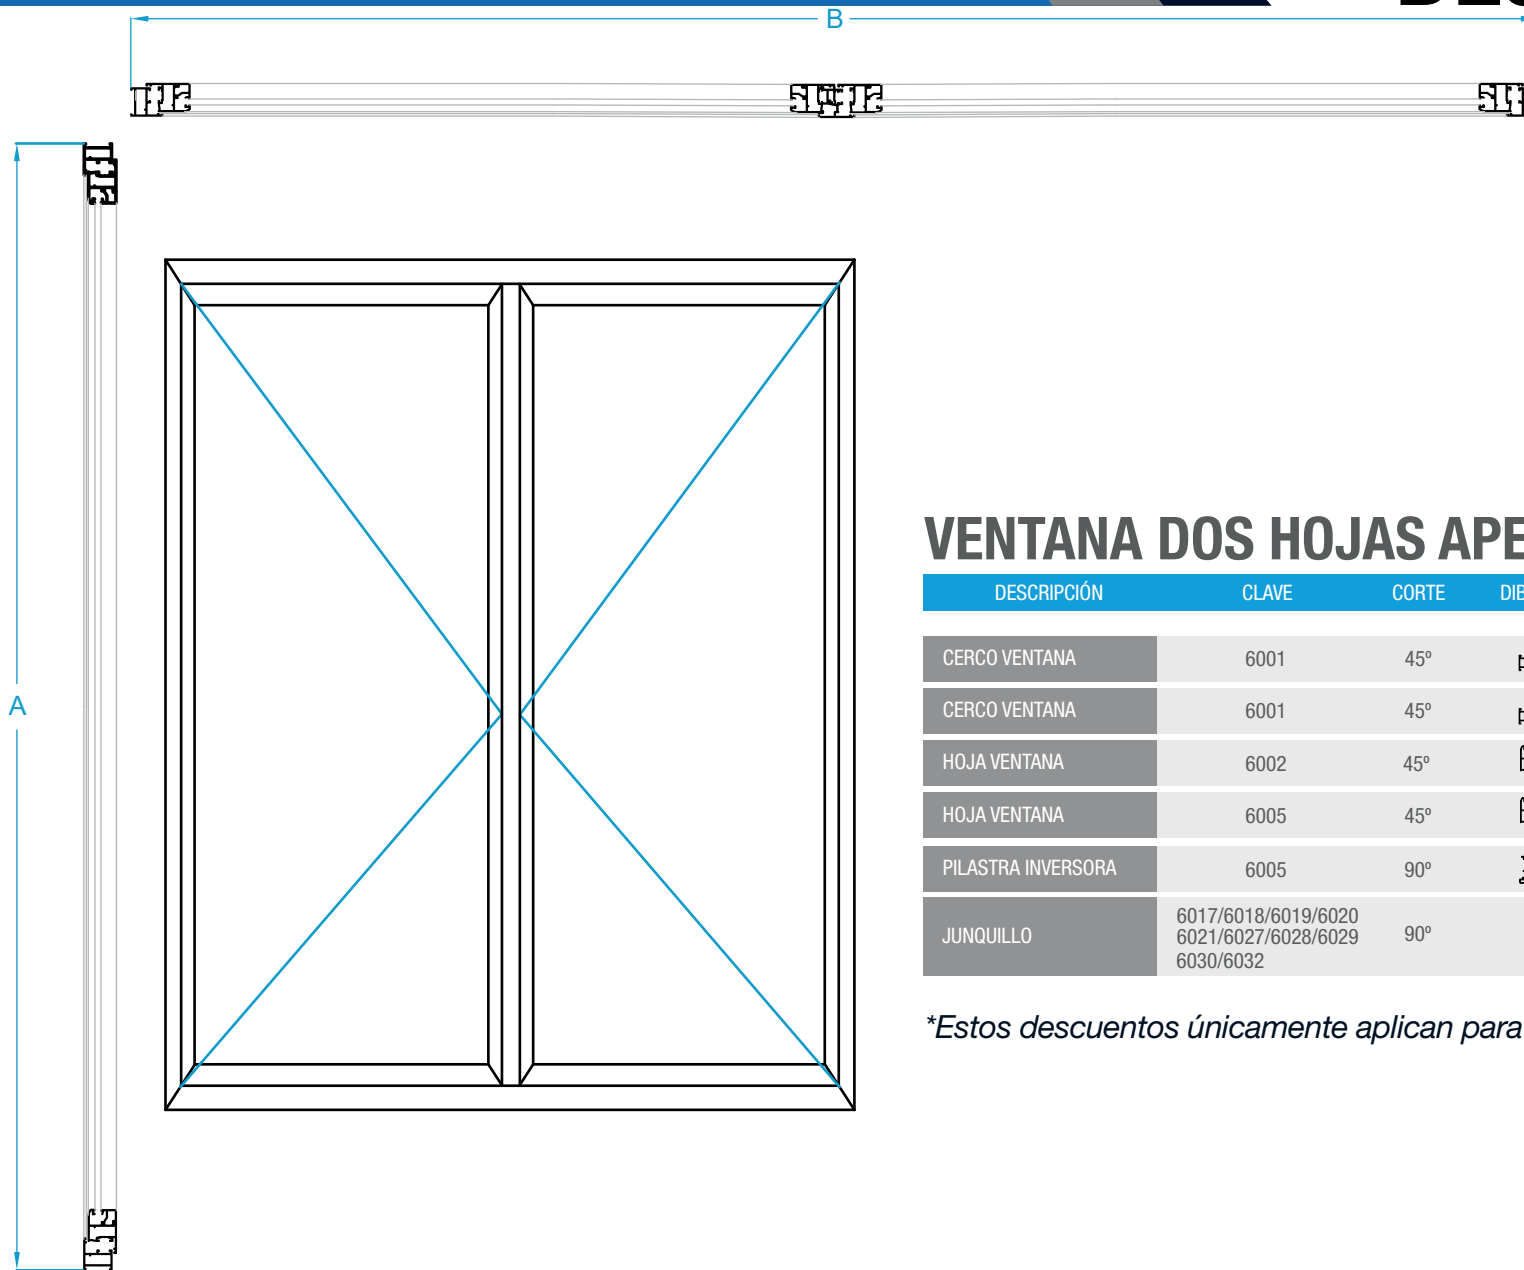 B
A
VENTANA DOS HOJAS APE
DESCRIPCIÓN CLAVE CORTE DIB
CERCO VENTANA 6001 45º
CERCO VENTANA 6001 45º
HOJA VENTANA 6002 45º
HOJA VENTANA 6005 45º
PILASTRA INVERSORA 6005 90º
JUNQUILLO 6017/6018/6019/6020
6021/6027/6028/6029 90º
6030/6032
*Estos descuentos únicamente aplican para